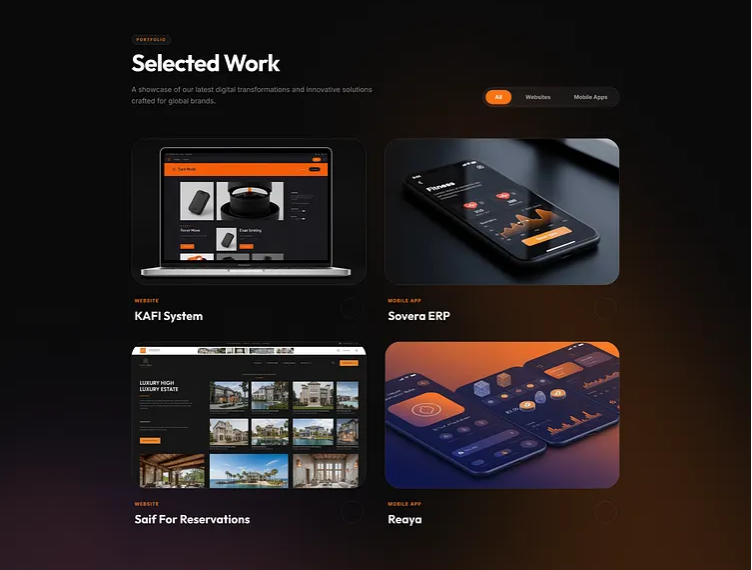 PORTFOLIO
Selected Work
A showcase of our latest digital transformations and innovative solutions
crafted for global brands.
All
Websites
Mobile Apps
Fitness
WEBSITE
KAFI System
MOBILE APP
Sovera ERP
LUXURY HIGH
LUXURY ESTATE
WEBSITE
Saif For Reservations
MOBILE APP
Reaya